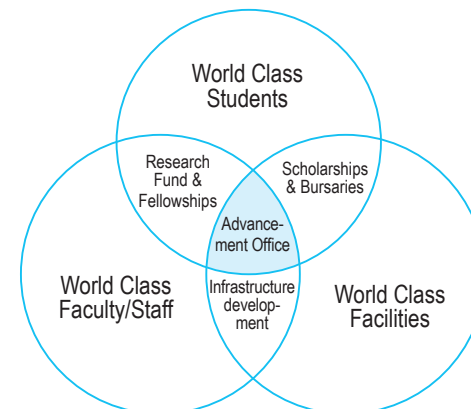 World Class
Students
Research
Fund &
Fellowships
Scholarships
& Bursaries
Advance-
ment Office
World Class
Faculty/Staff
Infrastructure
develop-
ment
World Class
Facilities